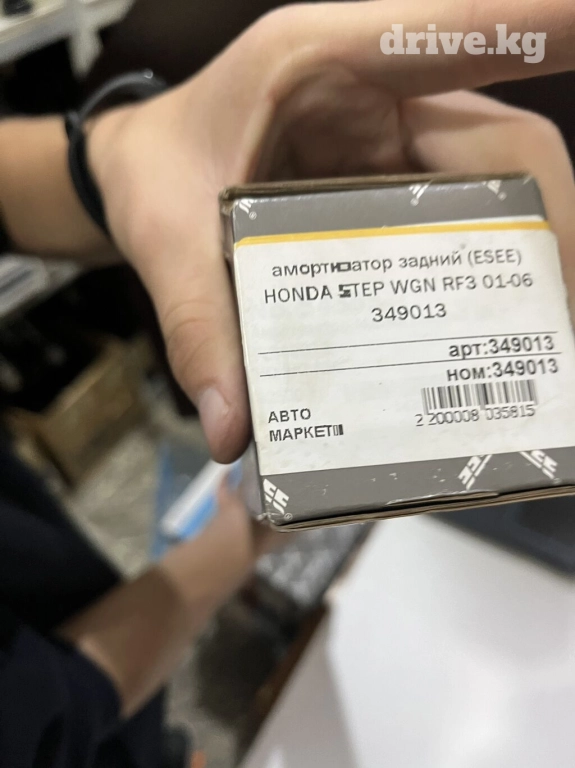 drive.kg
амортизатор задний (ESEE)
HONDA STEP WGN RF3 01-06
349013
арт:349013
ном:349013
2 200008 035815
АВТО
МАРКЕТ